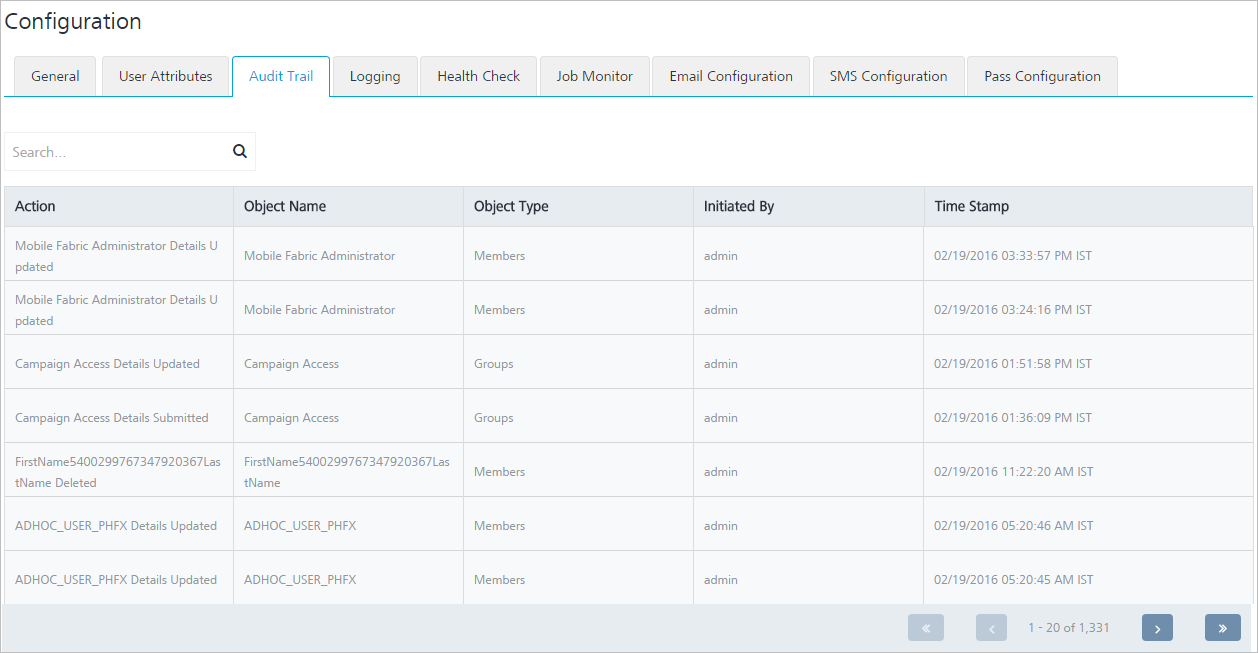 Configuration
General User Attributes Audit Trail Logging Health Check Job Monitor Email Configuration SMS Configuration Pass Configuration
Search...
Action Object Name Object Type Initiated By Time Stamp
Mobile Fabric Administrator Details U
pdated
Mobile Fabric Administrator Members admin 02/19/2016 03:33:57 PM IST
Mobile Fabric Administrator Details U
pdated
Mobile Fabric Administrator Members admin 02/19/2016 03:24:16 PM IST
Campaign Access Details Updated Campaign Access Groups admin 02/19/2016 01:51:58 PM IST
Campaign Access Details Submitted Campaign Access Groups admin 02/19/2016 01:36:09 PM IST
FirstName5400299767347920367Las
tName Deleted
FirstName5400299767347920367Las
tName
Members admin 02/19/2016 11:22:20 AM IST
ADHOC_USER_PHFX Details Updated ADHOC_USER_PHFX Members admin 02/19/2016 05:20:46 AM IST
ADHOC_USER_PHFX Details Updated ADHOC_USER_PHFX Members admin 02/19/2016 05:20:45 AM IST
« ‹ 1 - 20 of 1,331 › »